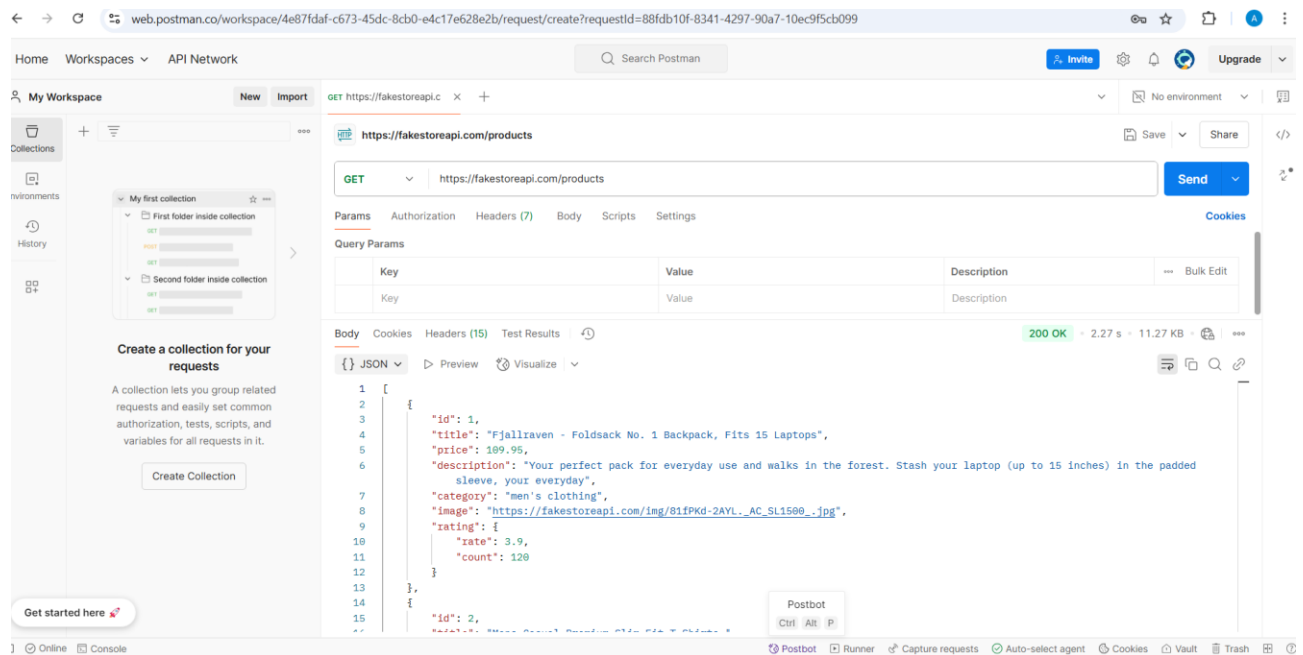 web.postman.co/workspace/4e87fdaf-c673-45dc-8cb0-e4c17e628e2b/request/create?requestId=88fdb10f-8341-4297-90a7-10ec9f5cb099
A
Home Workspaces API Network
Search Postman
Invite
Upgrade
My Workspace
New Import
GET https://fakestoreapi.c
No environment
Collections
HTTP https://fakestoreapi.com/products
Save
Share
GET
https://fakestoreapi.com/products
Send
nvironments
History
My first collection
First folder inside collection
GET
POST
GET
Second folder inside collection
GET
GET
Create a collection for your
requests
A collection lets you group related
requests and easily set common
authorization, tests, scripts, and
variables for all requests in it.
Create Collection
Get started here
Params Authorization Headers (7) Body Scripts Settings
Cookies
Query Params
Key Value Description Bulk Edit
Key Value Description
Body Cookies Headers (15) Test Results
200 OK 2.27 s 11.27 KB
{} JSON Preview Visualize
1 [
2 {
3 "id": 1,
4 "title": "Fjallraven - Foldsack No. 1 Backpack, Fits 15 Laptops",
5 "price": 109.95,
6 "description": "Your perfect pack for everyday use and walks in the forest. Stash your laptop (up to 15 inches) in the padded
sleeve, your everyday",
7 "category": "men's clothing",
8 "image": "https://fakestoreapi.com/img/81fPKd-2AYL._AC_SL1500_.jpg",
9 "rating": {
10 "rate": 3.9,
11 "count": 120
12 }
13 },
14 {
15 "id": 2,
Postbot
Ctrl Alt P
Online Console
Postbot Runner Capture requests Auto-select agent Cookies Vault Trash